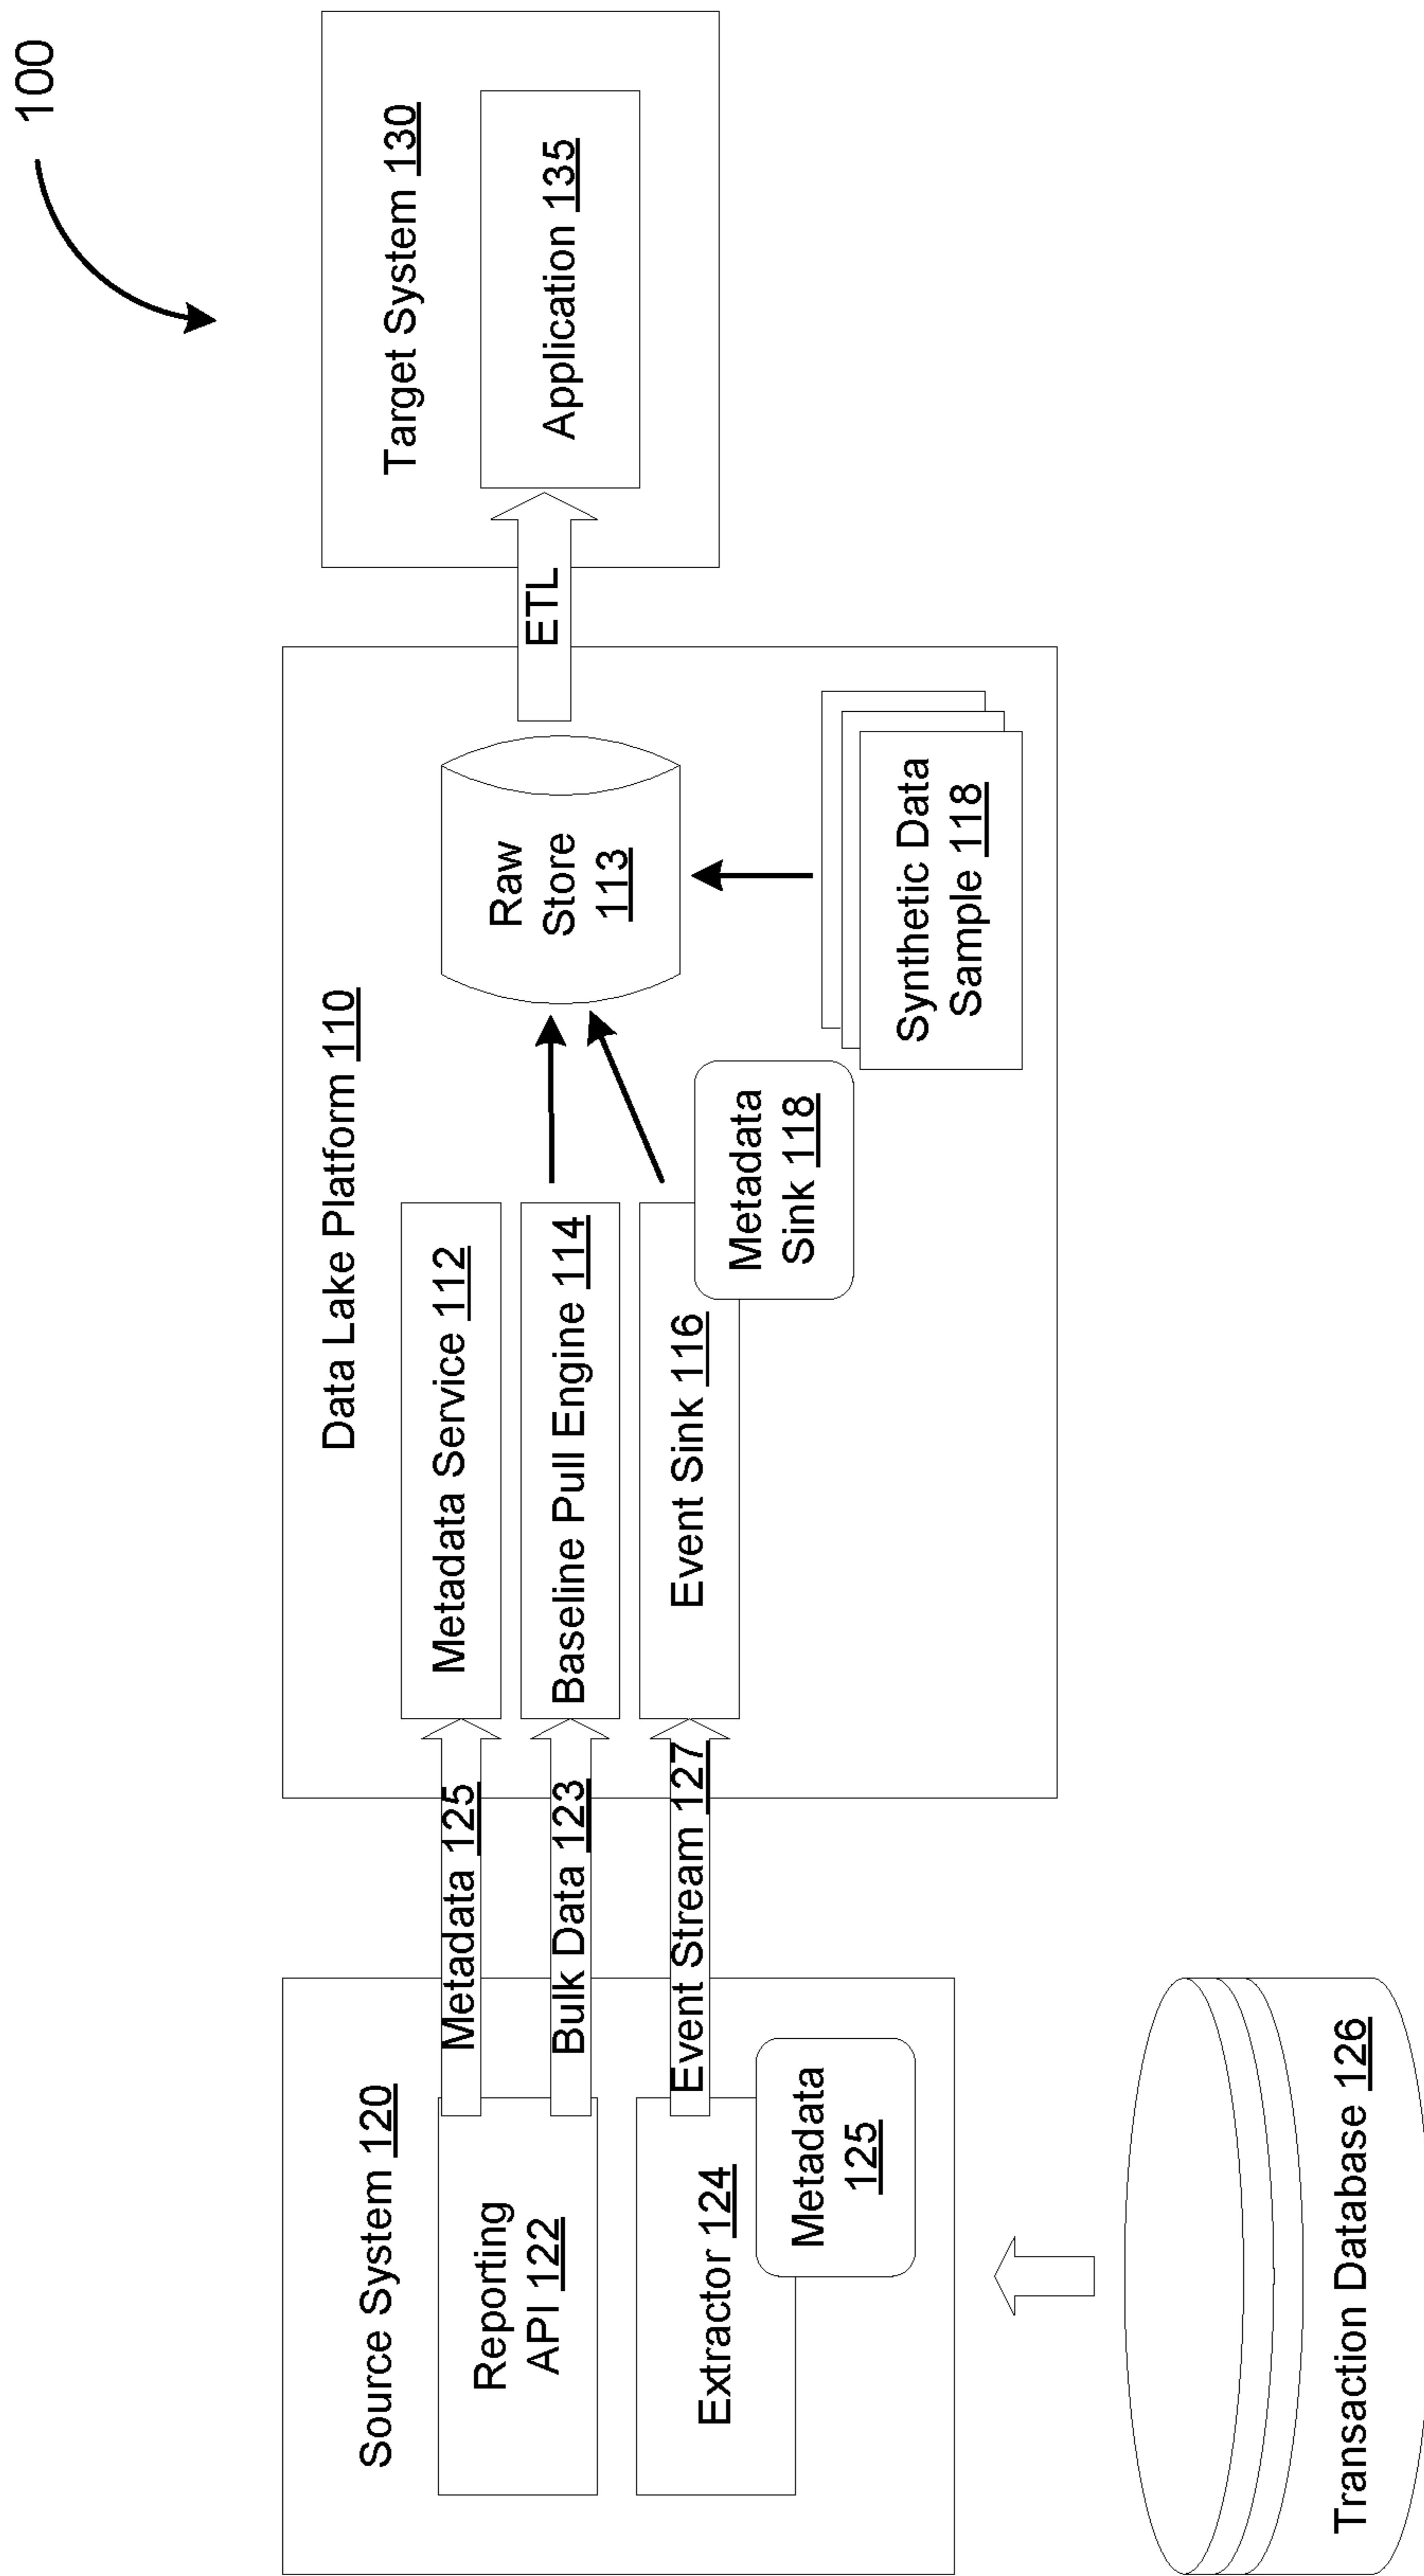 100
Source System 120
Reporting
API 122
Extractor 124
Metadata
125
Transaction Database 126
Metadata 125
Bulk Data 123
Event Stream 127
Data Lake Platform 110
Metadata Service 112
Baseline Pull Engine 114
Event Sink 116
Metadata
Sink 118
Raw
Store
113
Synthetic Data
Sample 118
ETL
Target System 130
Application 135